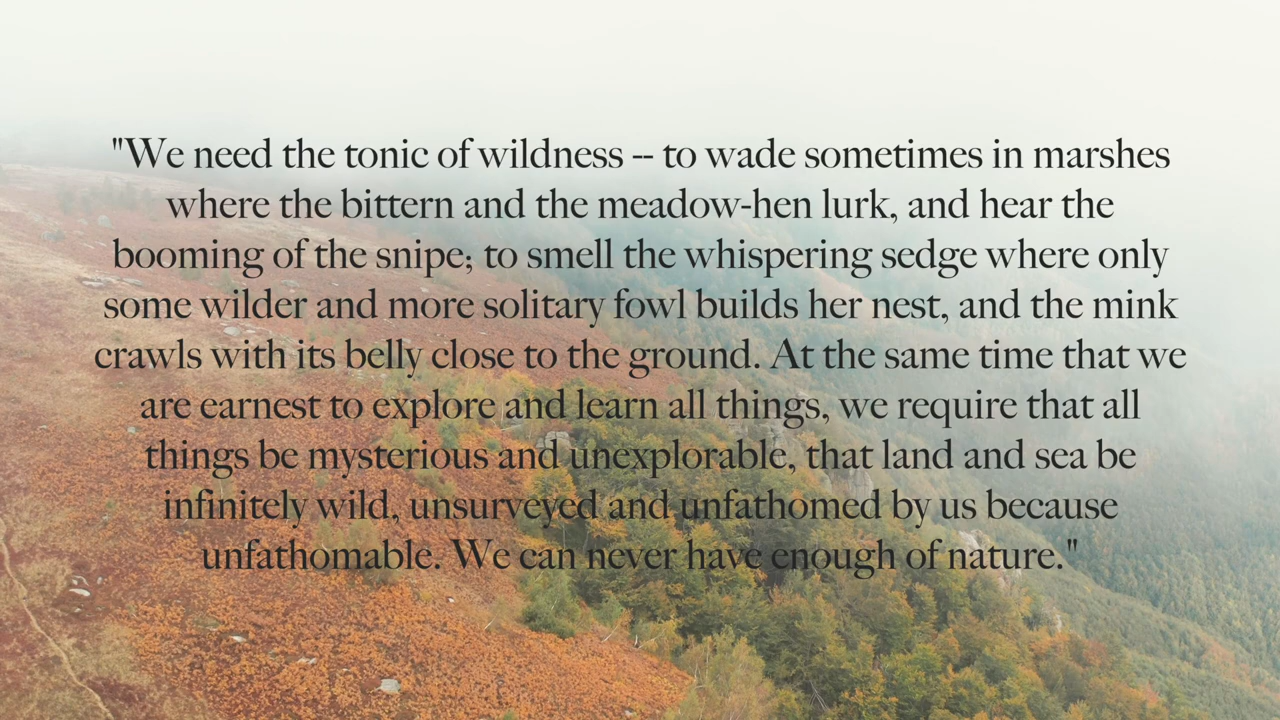 "We need the tonic of wildness -- to wade sometimes in marshes
where the bittern and the meadow-hen lurk, and hear the
booming of the snipe; to smell the whispering sedge where only
some wilder and more solitary fowl builds her nest, and the mink
crawls with its belly close to the ground. At the same time that we
are earnest to explore and learn all things, we require that all
things be mysterious and unexplorable, that land and sea be
infinitely wild, unsurveyed and unfathomed by us because
unfathomable. We can never have enough of nature."